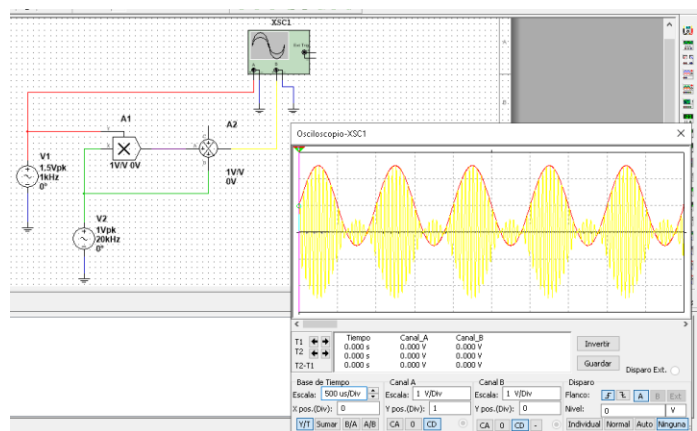 XSC1
Ext Trig
A
B
A1
A2
Y
X
1V/V 0V
1V/V
0V
V1
1.5Vpk
1kHz
0°
V2
1Vpk
20kHz
0°
Osciloscopio-XSC1
Tiempo Canal_A Canal_B
T1 0.000 s 0.000 V 0.000 V
T2 0.000 s 0.000 V 0.000 V
T2-T1 0.000 s 0.000 V 0.000 V
Invertir
Guardar
Disparo Ext.
Base de Tiempo Canal A Canal B Disparo
Escala: 500 us/Div Escala: 1 V/Div Escala: 1 V/Div Flanco: A B Ext
X pos.(Div): 0 Y pos.(Div): 1 Y pos.(Div): 0 Nivel: 0 V
Y/T Sumar B/A A/B CA 0 CD CA 0 CD - Individual Normal Auto Ninguna